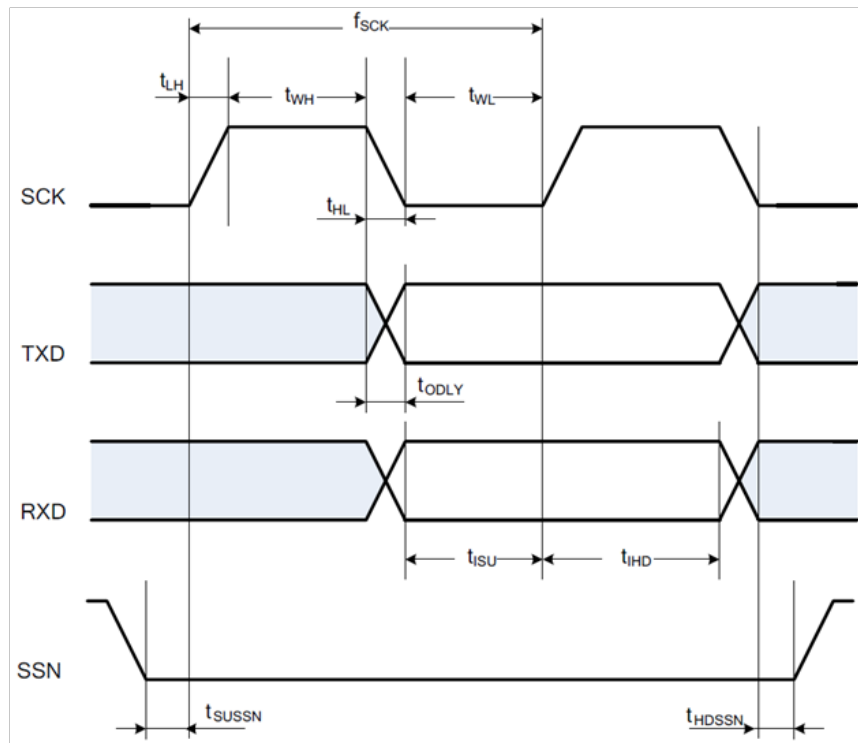 fSCK
tLH
tWH
tWL
SCK
tHL
TXD
tODLY
RXD
tISU
tIHD
SSN
tSUSSN
tHDSSN